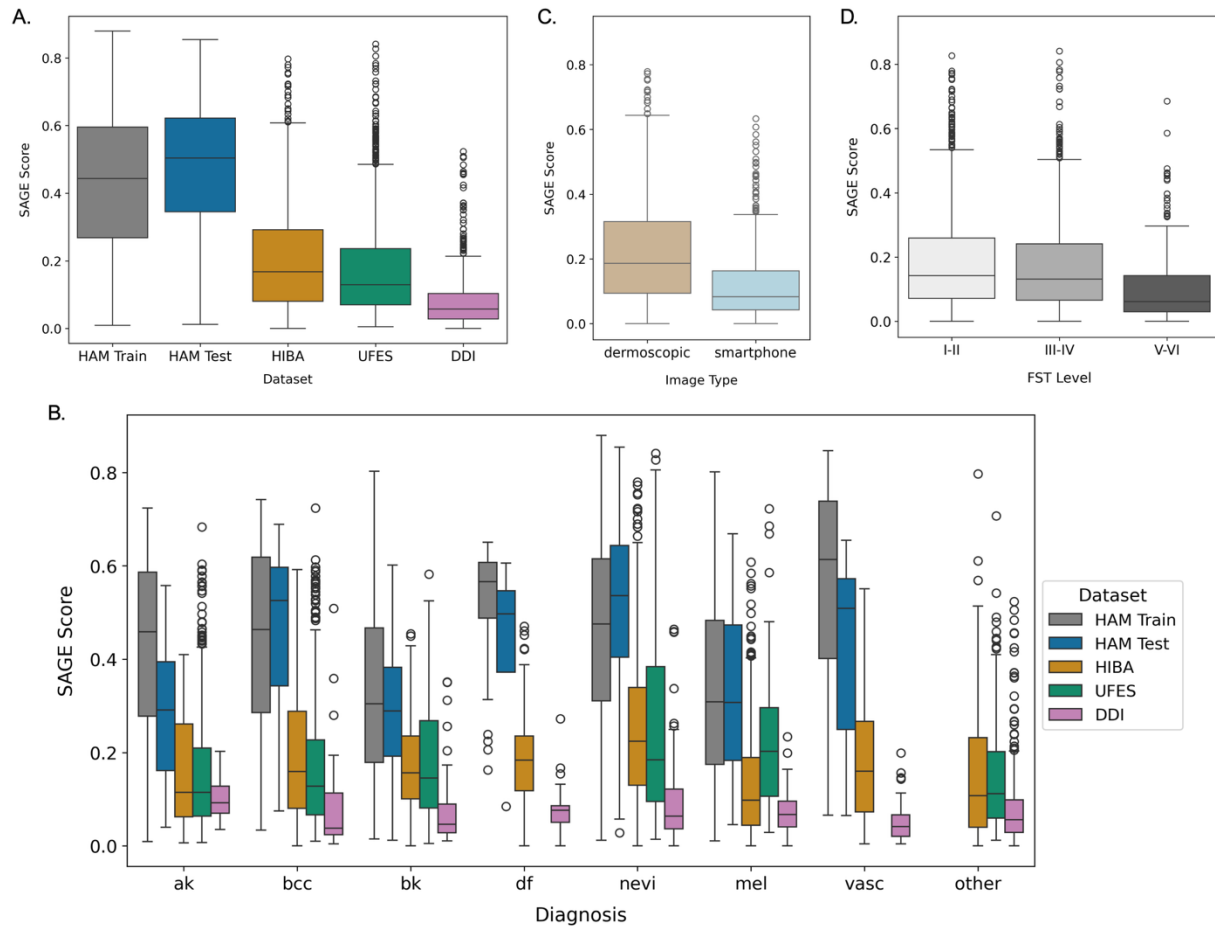 A.
SAGE Score
0.8
0.6
0.4
0.2
0.0
HAM Train HAM Test HIBA UFES DDI
Dataset
C.
SAGE Score
0.8
0.6
0.4
0.2
0.0
dermoscopic smartphone
Image Type
D.
SAGE Score
0.8
0.6
0.4
0.2
0.0
I-II III-IV V-VI
FST Level
B.
SAGE Score
0.8
0.6
0.4
0.2
0.0
ak bcc bk df nevi mel vasc other
Diagnosis
Dataset
HAM Train
HAM Test
HIBA
UFES
DDI